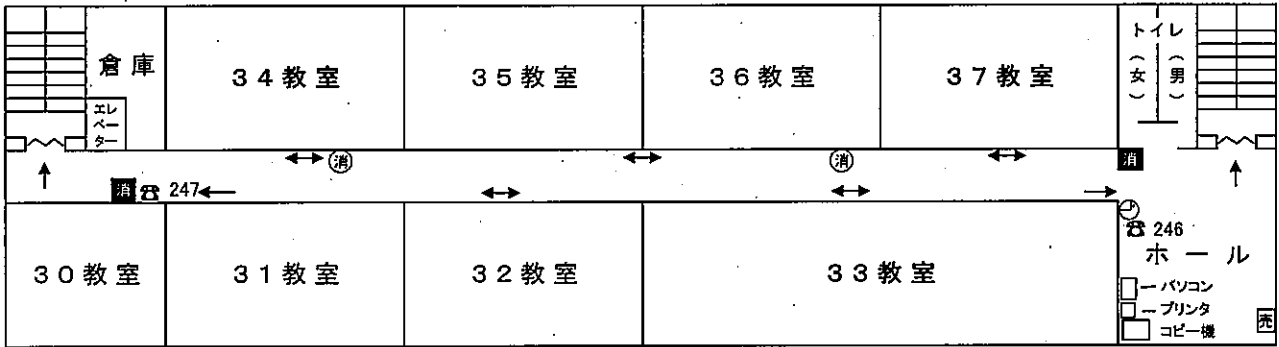 倉庫
エレベーター
34教室
35教室
36教室
37教室
トイレ
(女)
(男)
消
消
消
消
☎ 247
☎ 246
30教室
31教室
32教室
33教室
ホール
パソコン
プリンタ
コピー機
売